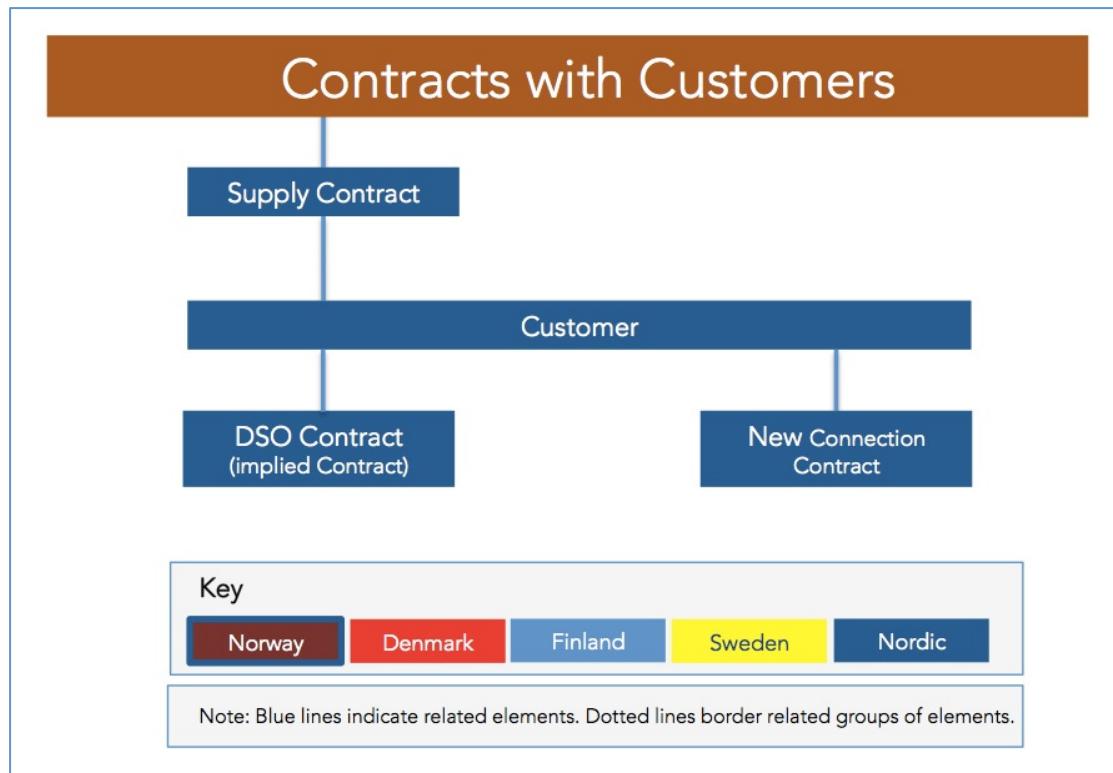 Contracts with Customers
Supply Contract
Customer
DSO Contract
(implied Contract)
New Connection
Contract
Key
Norway
Denmark
Finland
Sweden
Nordic
Note: Blue lines indicate related elements. Dotted lines border related groups of elements.